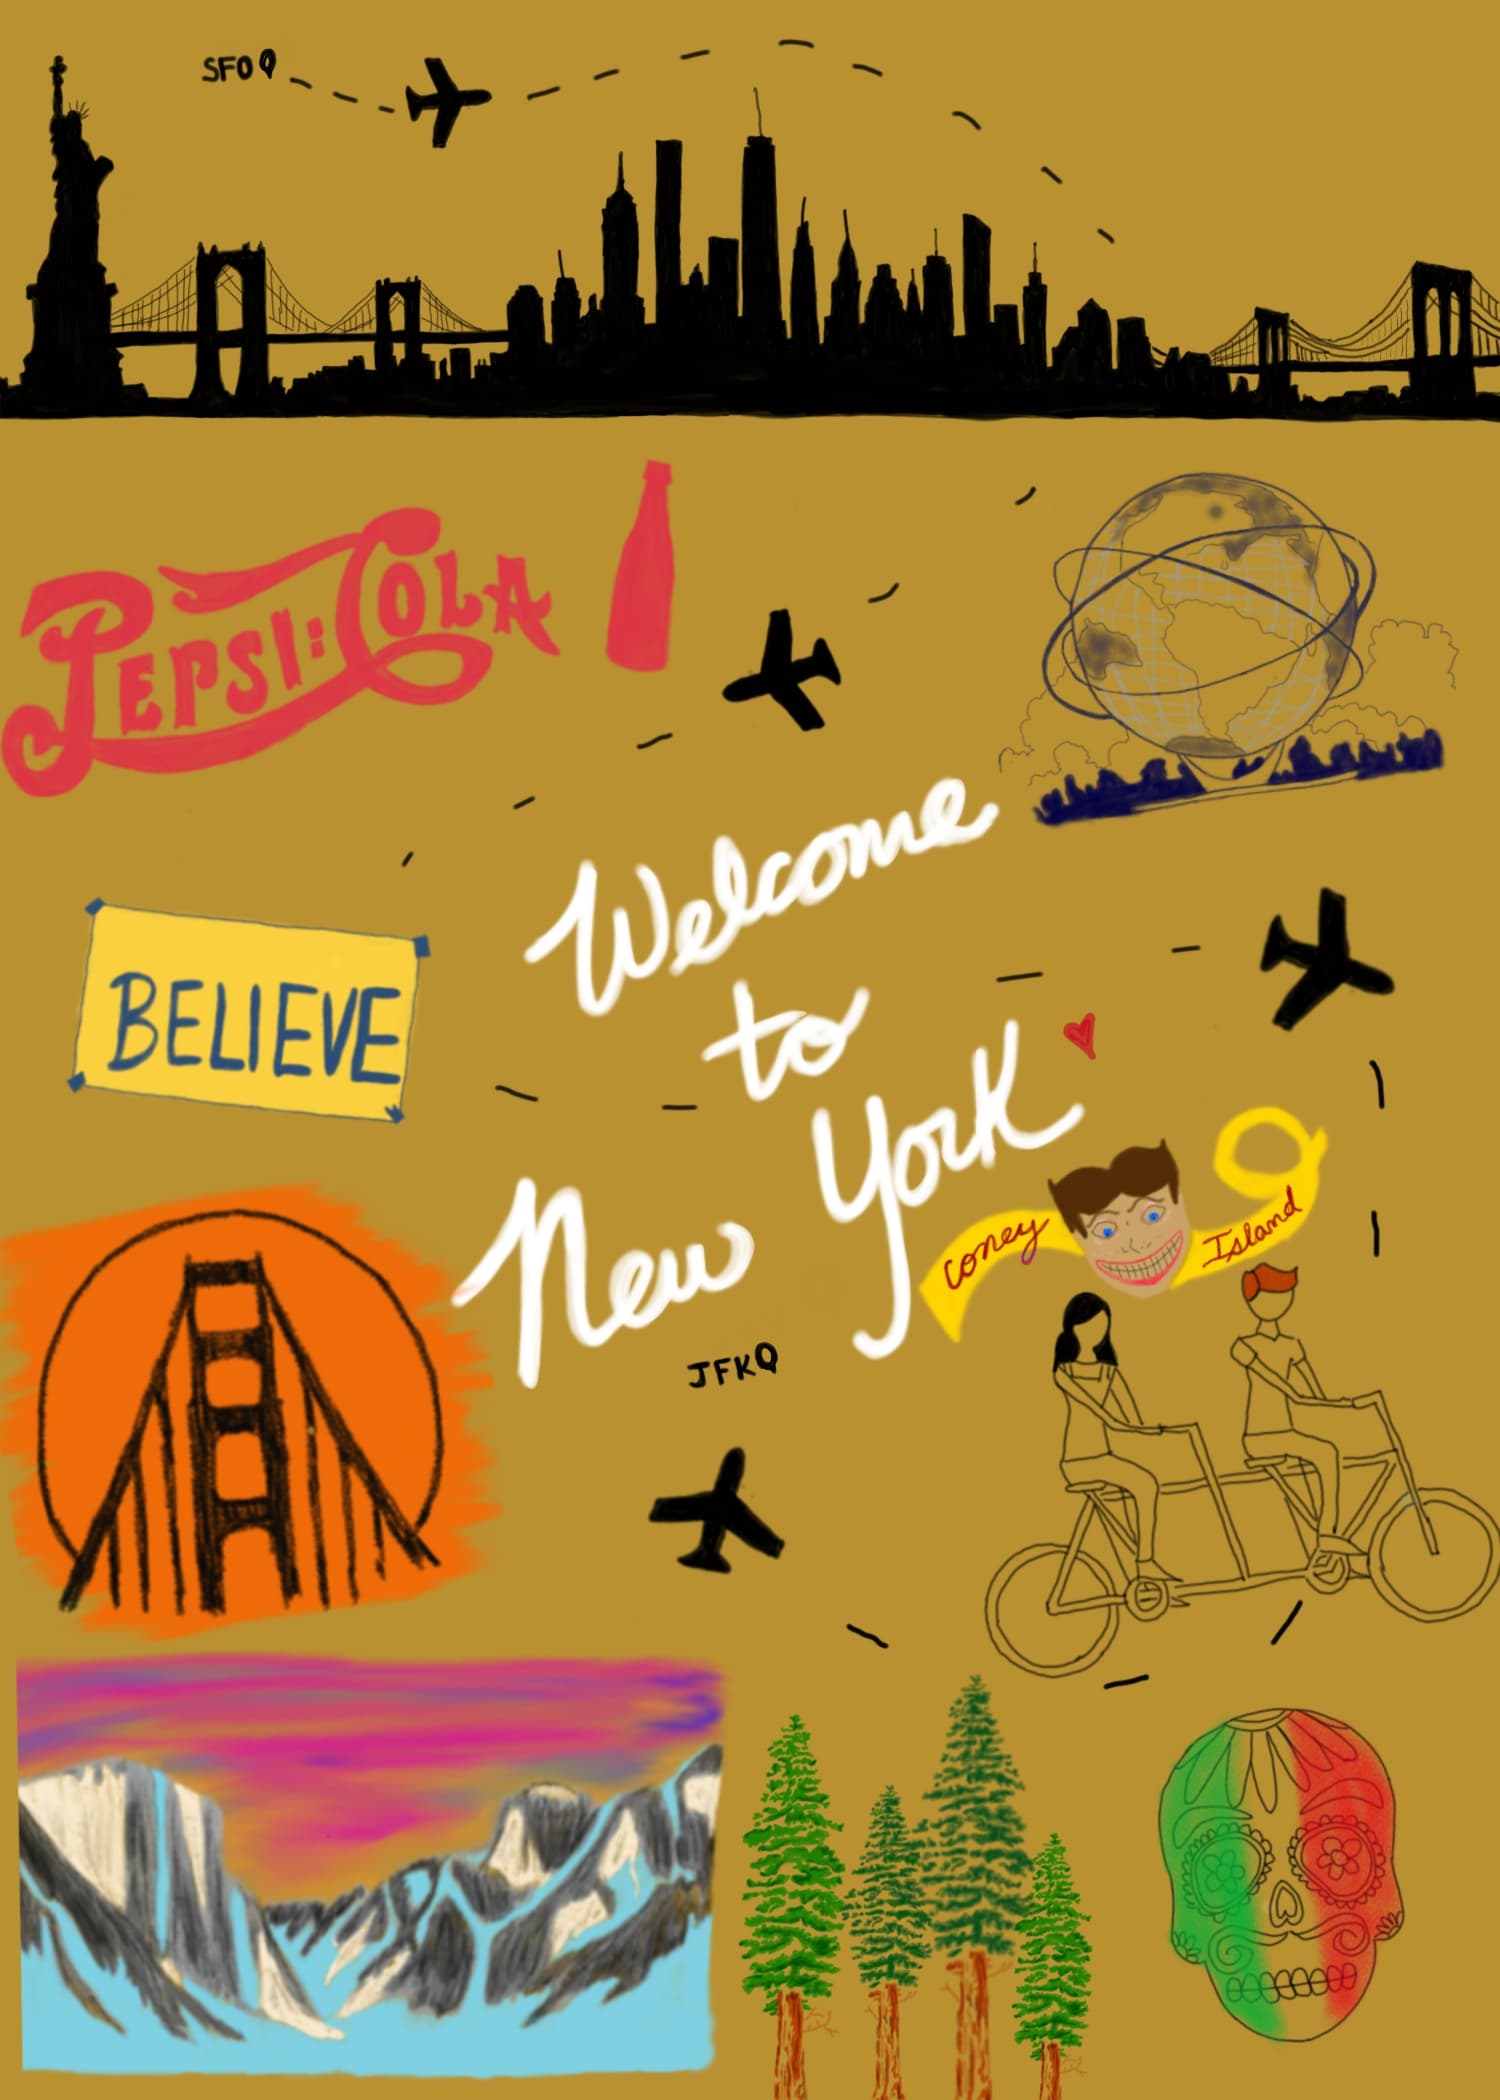 SFO
PEPSI:COLA
BELIEVE
Welcome
to
New York
Coney Island
JFK